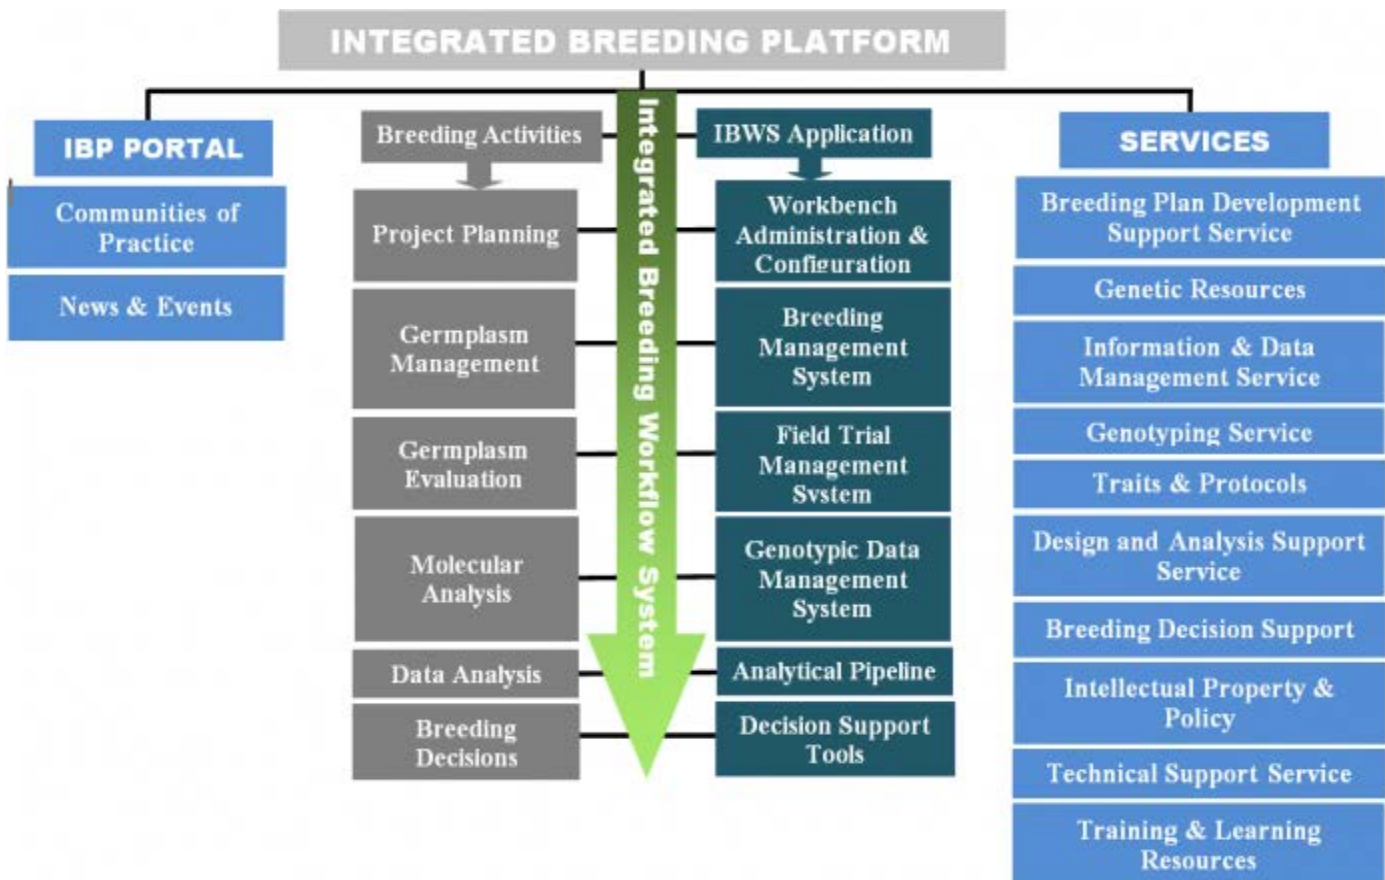 INTEGRATED BREEDING PLATFORM
IBP PORTAL
Communities of
Practice
News & Events
Breeding Activities
Project Planning
Germplasm
Management
Germplasm
Evaluation
Molecular
Analysis
Data Analysis
Breeding
Decisions
Integrated Breeding Workflow System
IBWS Application
Workbench
Administration &
Configuration
Breeding
Management
System
Field Trial
Management
System
Genotypic Data
Management
System
Analytical Pipeline
Decision Support
Tools
SERVICES
Breeding Plan Development
Support Service
Genetic Resources
Information & Data
Management Service
Genotyping Service
Traits & Protocols
Design and Analysis Support
Service
Breeding Decision Support
Intellectual Property &
Policy
Technical Support Service
Training & Learning
Resources